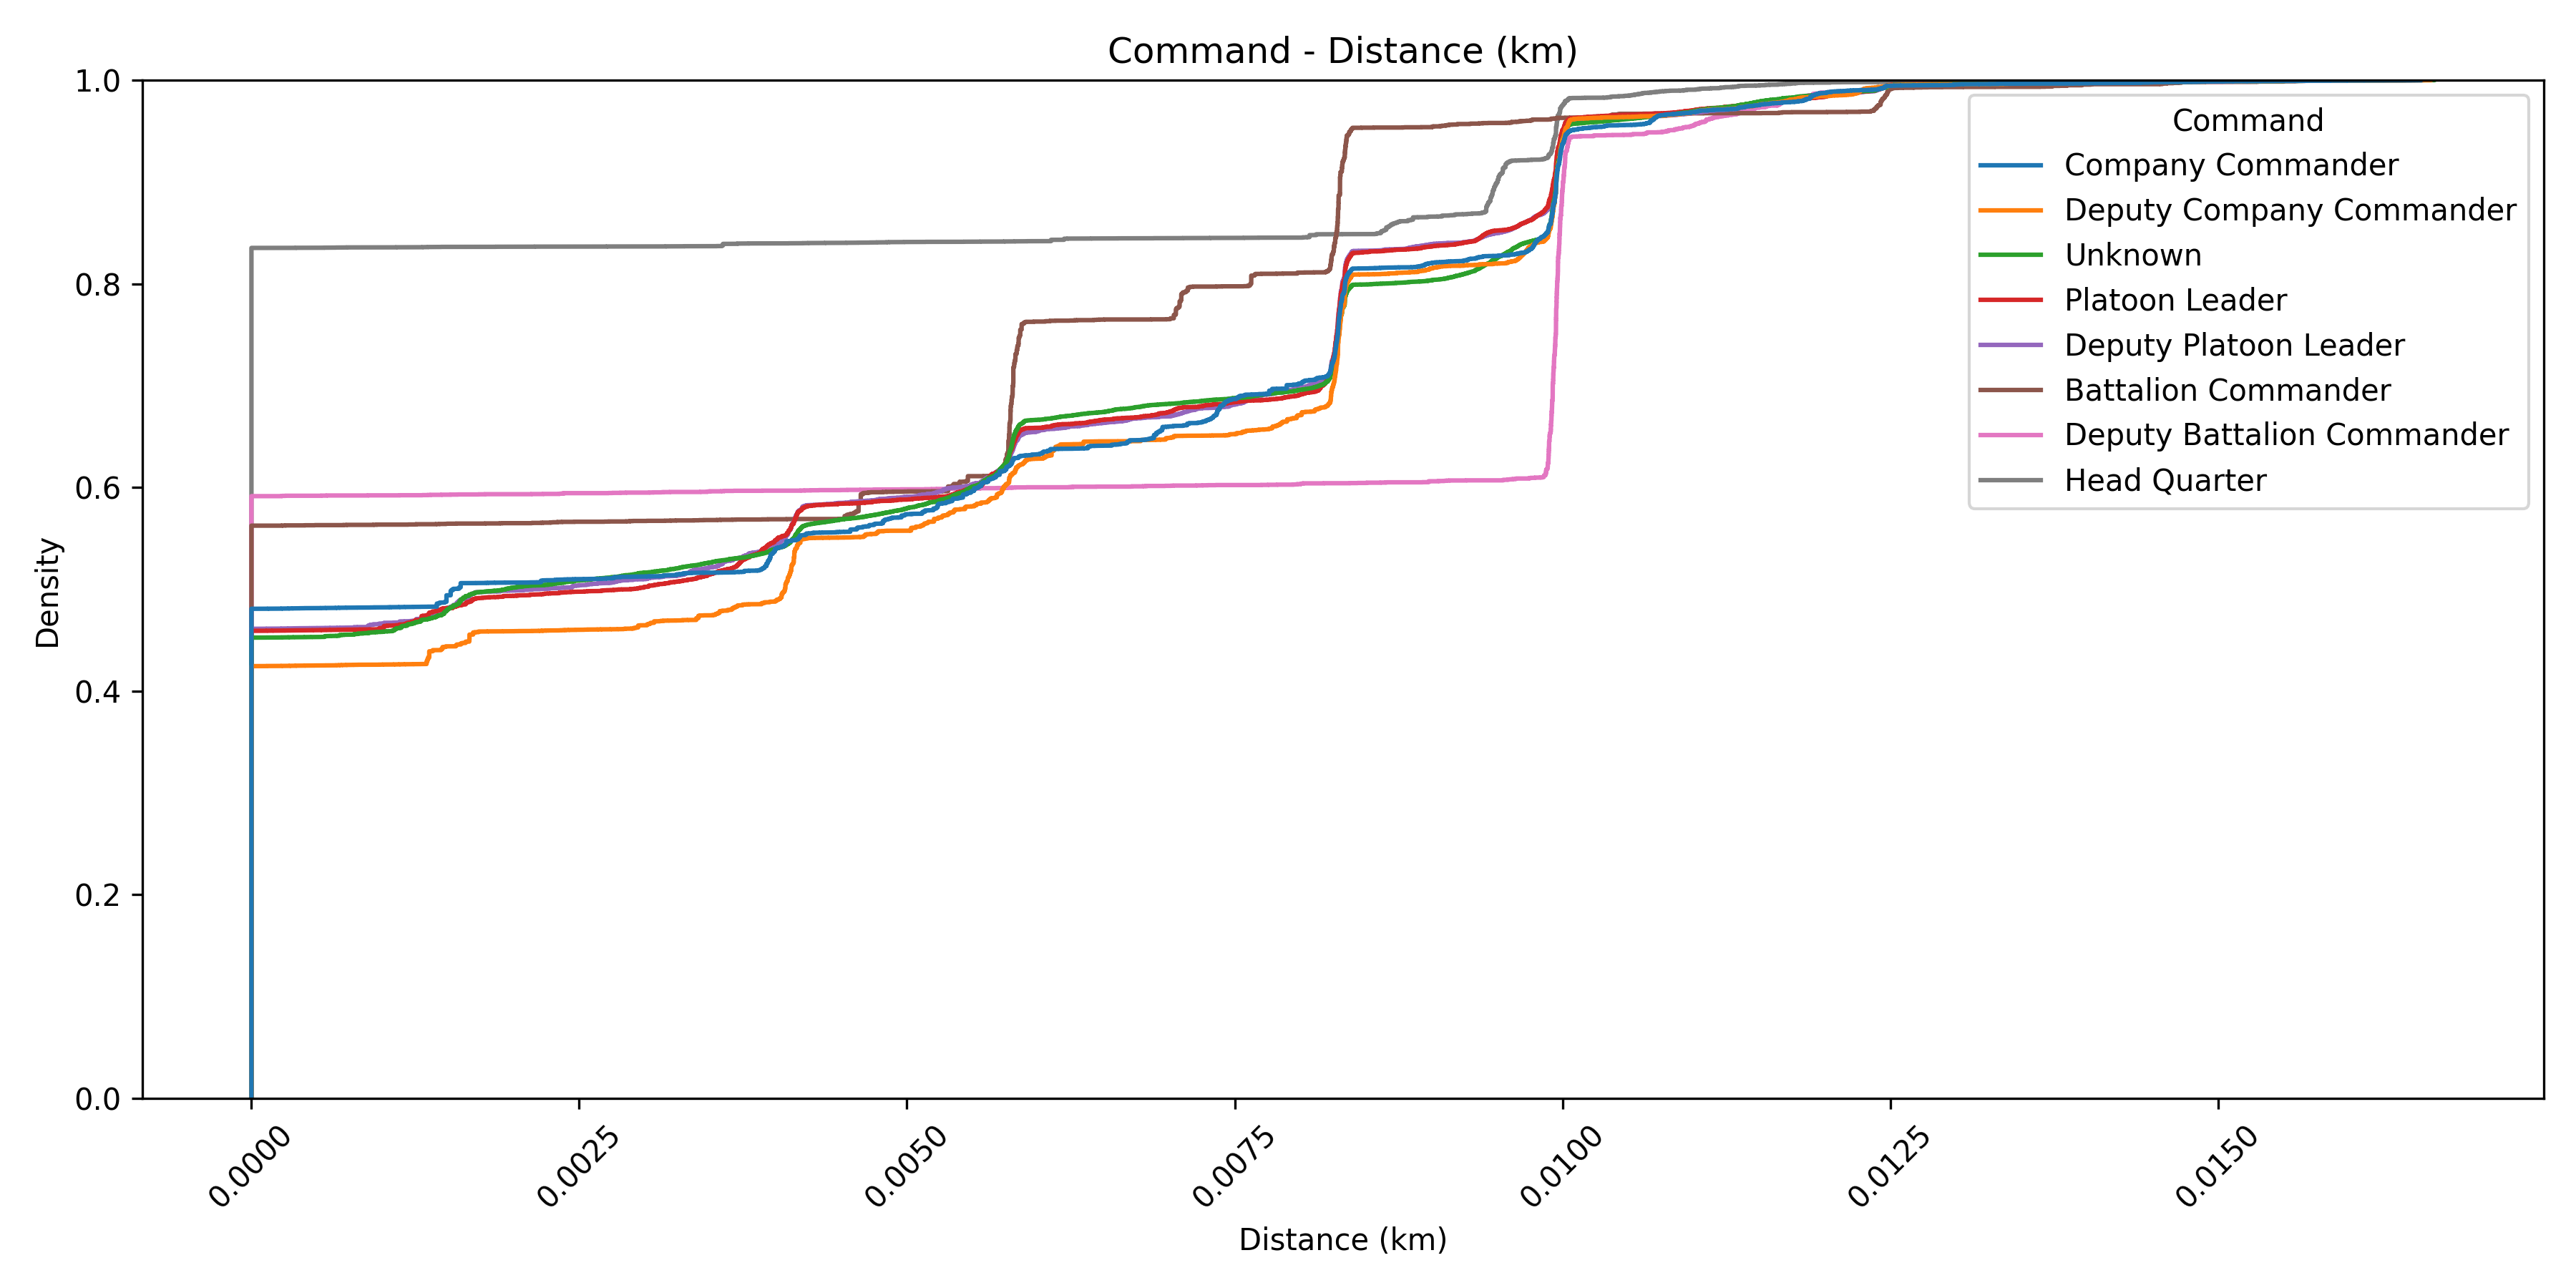 Command - Distance (km)
1.0
0.8
0.6
0.4
0.2
0.0
Density
0.0000
0.0025
0.0050
0.0075
0.0100
0.0125
0.0150
Distance (km)
Command
Company Commander
Deputy Company Commander
Unknown
Platoon Leader
Deputy Platoon Leader
Battalion Commander
Deputy Battalion Commander
Head Quarter